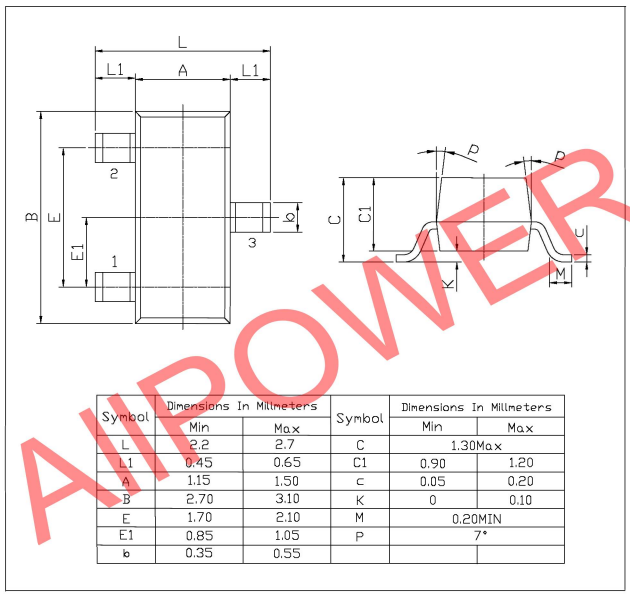 L
L1 A L1
2
B E E1
b
3
1
P P
C C1
c
K M
AllPOWER
Symbol Dimensions In Millmeters Symbol Dimensions In Millmeters
Min Max Min Max
L 2.2 2.7 C 1.30Max
L1 0.45 0.65 C1 0.90 1.20
A 1.15 1.50 c 0.05 0.20
B 2.70 3.10 K 0 0.10
E 1.70 2.10 M 0.20MIN
E1 0.85 1.05 P 7°
b 0.35 0.55